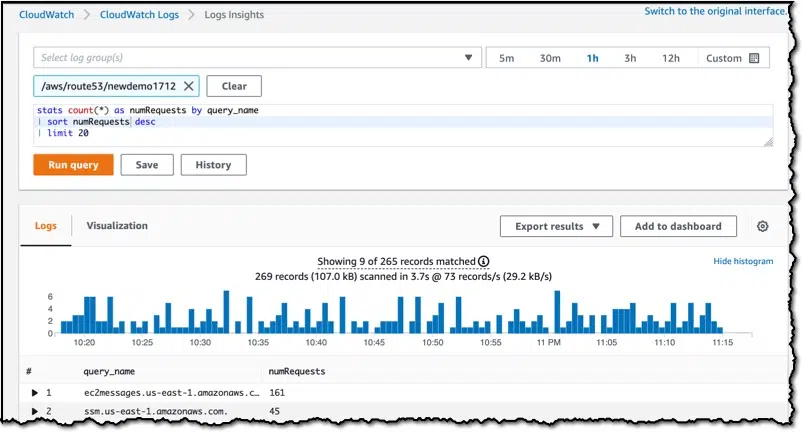 CloudWatch > CloudWatch Logs > Logs Insights
Switch to the original interface.
Select log group(s)
5m 30m 1h 3h 12h Custom
/aws/route53/newdemo1712
Clear
stats count(*) as numRequests by query_name
| sort numRequests desc
| limit 20
Run query Save History
Logs Visualization Export results Add to dashboard
Showing 9 of 265 records matched
Hide histogram
269 records (107.0 kB) scanned in 3.7s @ 73 records/s (29.2 kB/s)
6
4
2
0
10:20 10:25 10:30 10:35 10:40 10:45 10:50 10:55 11 PM 11:05 11:10 11:15
# query_name numRequests
1 ec2messages.us-east-1.amazonaws.c... 161
2 ssm.us-east-1.amazonaws.com. 45